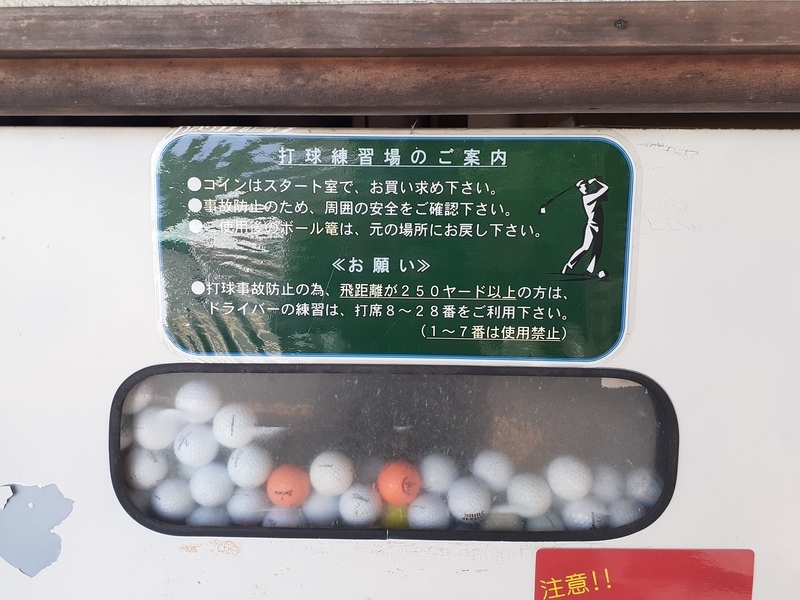 打球練習場のご案内
●コインはスタート室で、お買い求め下さい。
●事故防止のため、周囲の安全をご確認下さい。
●ご使用後のボール篭は、元の場所にお戻し下さい。
≪お願い≫
●打球事故防止の為、飛距離が２５０ヤード以上の方は、
ドライバーの練習は、打席８～２８番をご利用下さい。
（１～７番は使用禁止）
注意!!